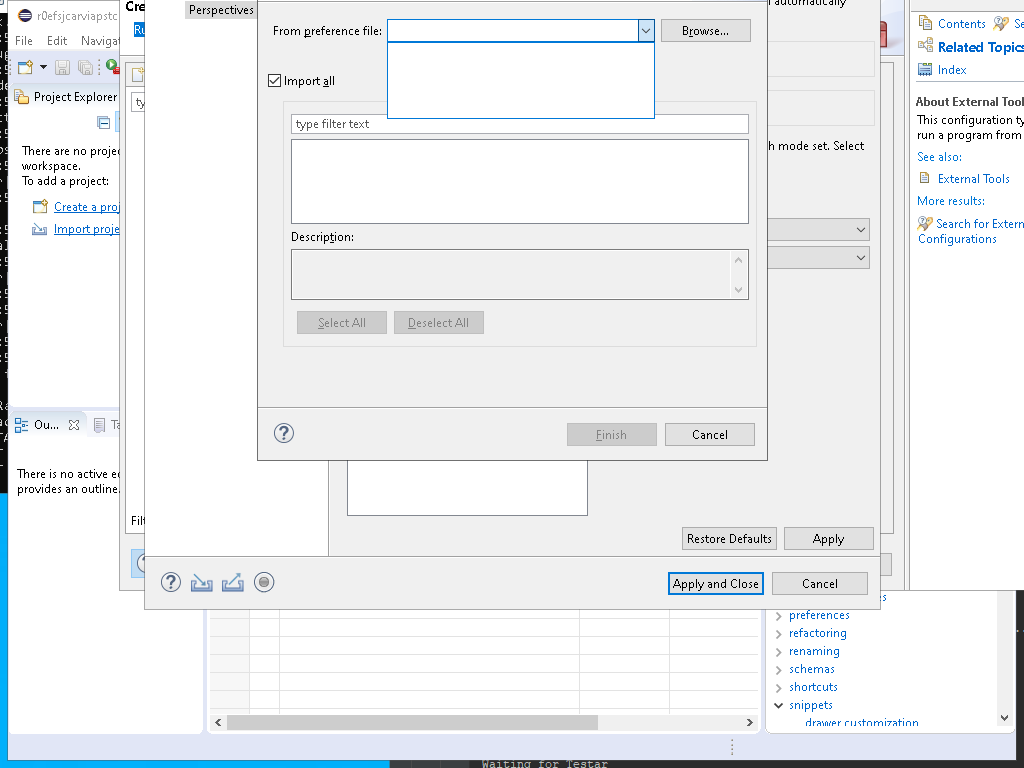 r0efsjcarviapstc
File Edit Navigat
Project Explorer
There are no proje
workspace.
To add a project:
Create a proj
Import proje
Ou...
Ta
There is no active e
provides an outline.
Cre
Ru
ty
Filt
Perspectives
From preference file:
Browse...
Import all
type filter text
Description:
Select All
Deselect All
Finish
Cancel
automatically
h mode set. Select
Restore Defaults
Apply
Apply and Close
Cancel
Contents
Se
Related Topics
Index
About External Tool
This configuration ty
run a program from
See also:
External Tools
More results:
Search for Extern
Configurations
es
preferences
refactoring
renaming
schemas
shortcuts
snippets
drawer customization
Waiting for Testar